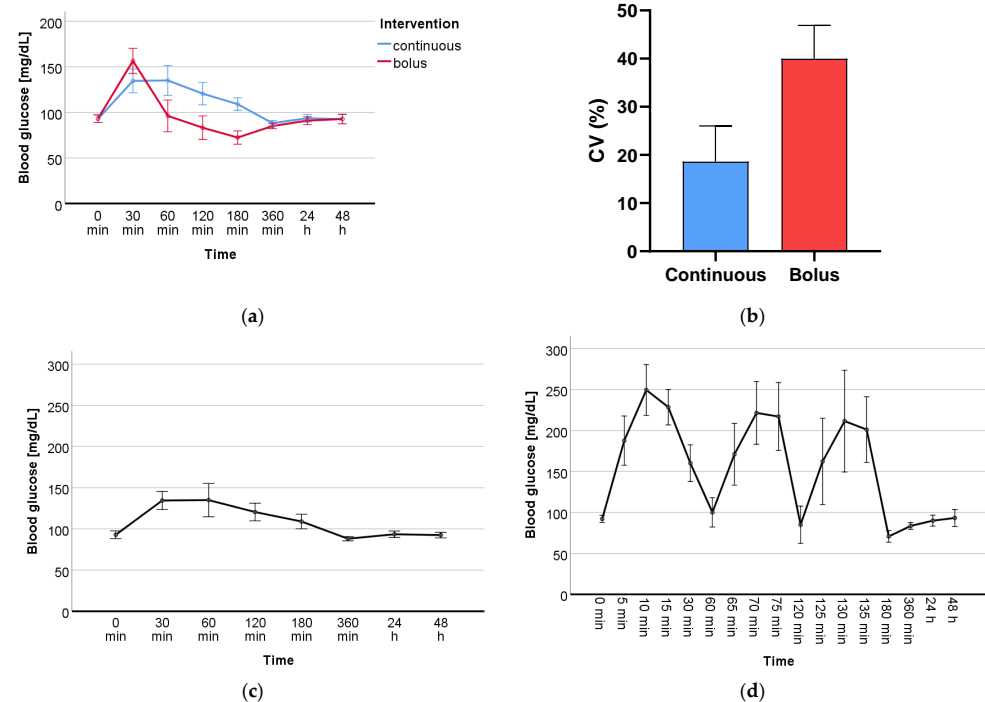 Intervention
continuous
bolus
Blood glucose [mg/dL]
200
150
100
50
0
0 min
30 min
60 min
120 min
180 min
360 min
24 h
48 h
Time
(a)
CV (%)
50
40
30
20
10
0
Continuous
Bolus
(b)
Blood glucose [mg/dL]
300
250
200
150
100
50
0
0 min
30 min
60 min
120 min
180 min
360 min
24 h
48 h
Time
(c)
Blood glucose [mg/dL]
300
250
200
150
100
50
0
0 min
5 min
10 min
15 min
30 min
60 min
65 min
70 min
75 min
120 min
125 min
130 min
135 min
180 min
360 min
24 h
48 h
Time
(d)